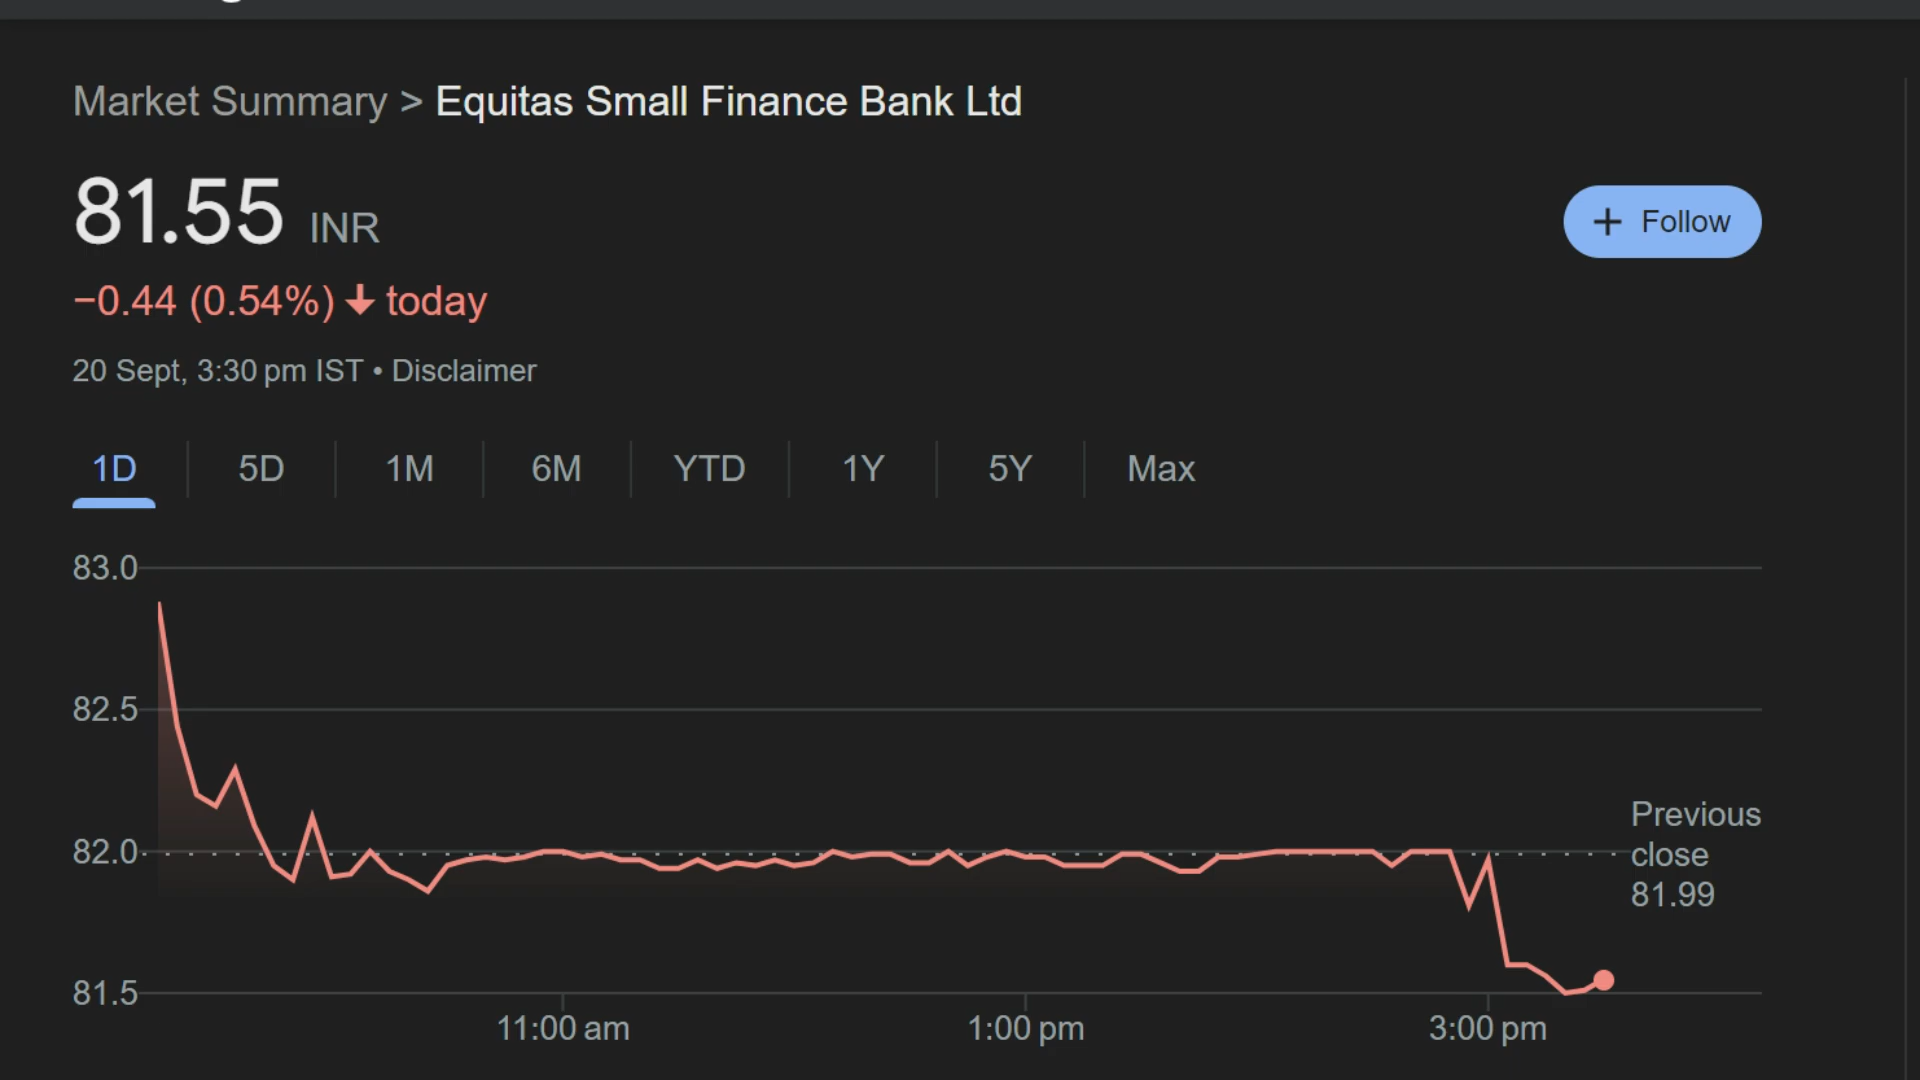 Market Summary > Equitas Small Finance Bank Ltd
81.55 INR
+ Follow
−0.44 (0.54%) ↓ today
20 Sept, 3:30 pm IST • Disclaimer
1D 5D 1M 6M YTD 1Y 5Y Max
83.0
82.5
82.0
81.5
Previous
close
81.99
11:00 am 1:00 pm 3:00 pm